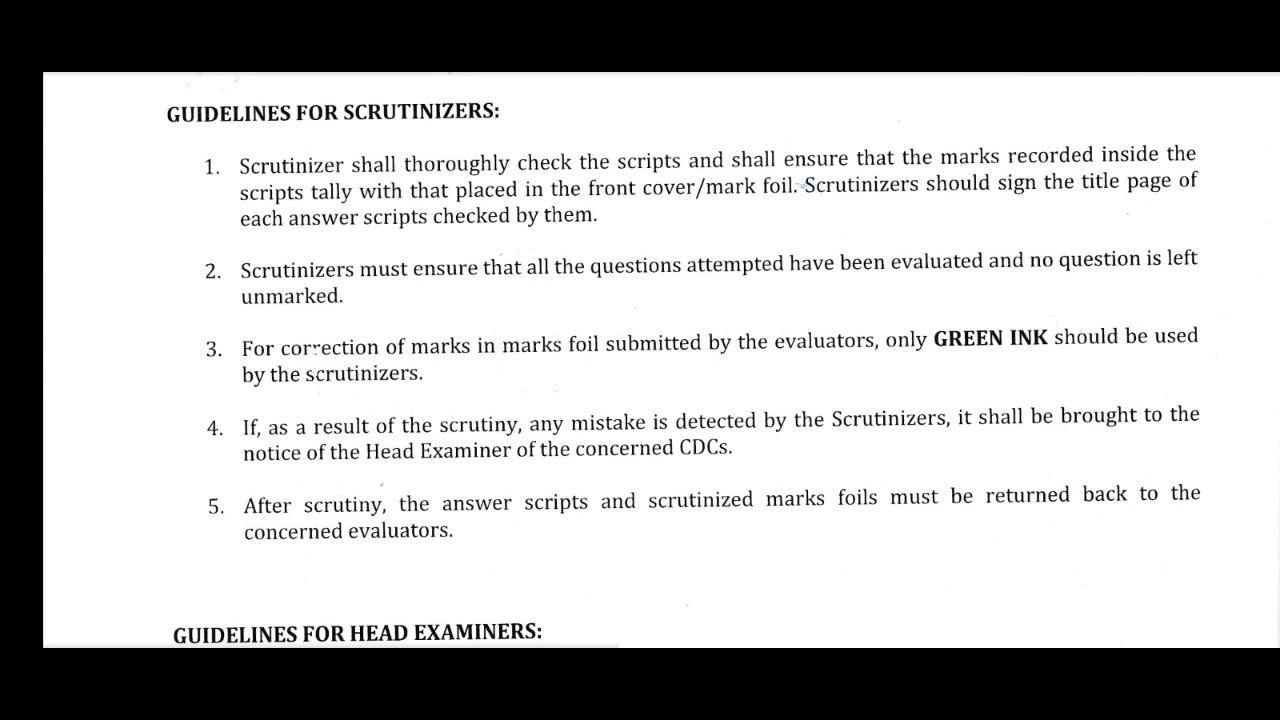 GUIDELINES FOR SCRUTINIZERS:
1. Scrutinizer shall thoroughly check the scripts and shall ensure that the marks recorded inside the
scripts tally with that placed in the front cover/mark foil. Scrutinizers should sign the title page of
each answer scripts checked by them.
2. Scrutinizers must ensure that all the questions attempted have been evaluated and no question is left
unmarked.
3. For correction of marks in marks foil submitted by the evaluators, only GREEN INK should be used
by the scrutinizers.
4. If, as a result of the scrutiny, any mistake is detected by the Scrutinizers, it shall be brought to the
notice of the Head Examiner of the concerned CDCs.
5. After scrutiny, the answer scripts and scrutinized marks foils must be returned back to the
concerned evaluators.
GUIDELINES FOR HEAD EXAMINERS: